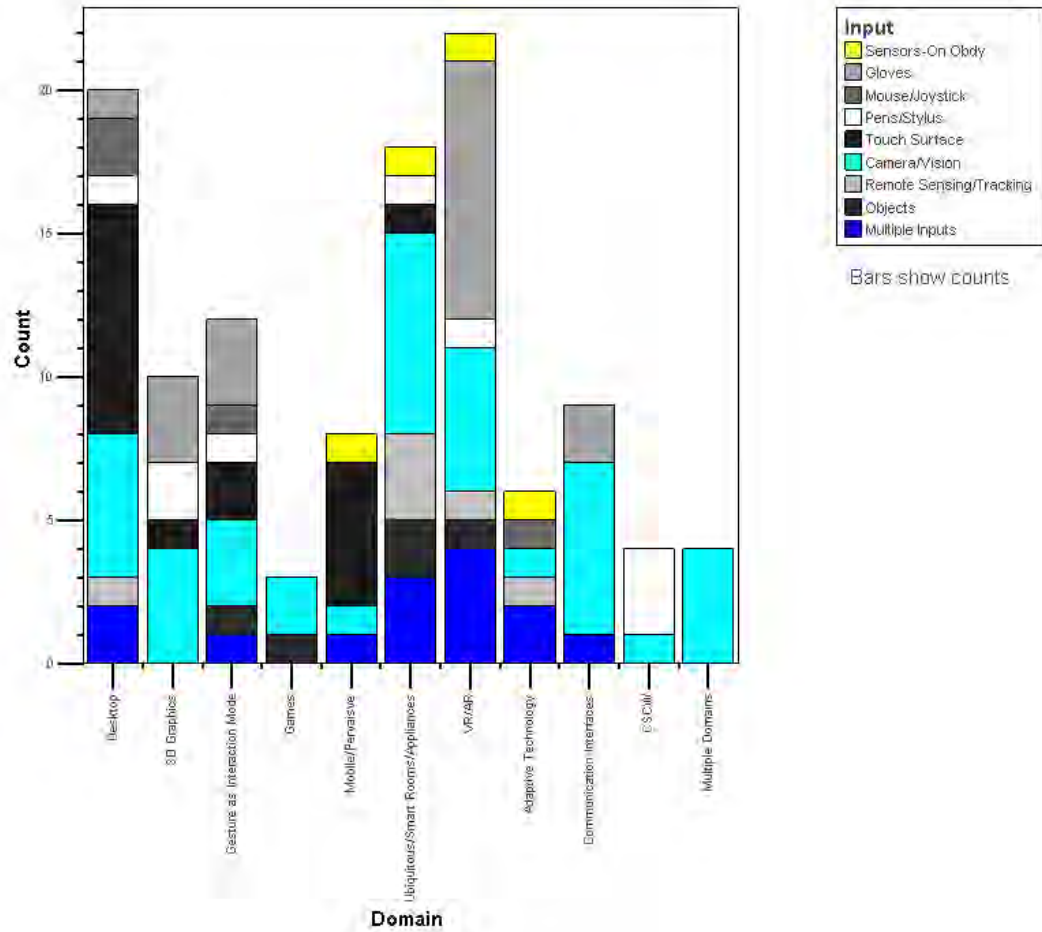 Count
20
15
10
5
0
Desktop
3D Graphics
Gesture as Interaction Mode
Games
Mobile/Pervaisve
Ubiquitous/Smart Rooms/Appliances
VR/AR
Adaptive Technology
Communication Interfaces
CSCW
Multiple Domains
Domain
Input
Sensors-On Obdy
Gloves
Mouse/Joystick
Pens/Stylus
Touch Surface
Camera/Vision
Remote Sensing/Tracking
Objects
Multiple Inputs
Bars show counts